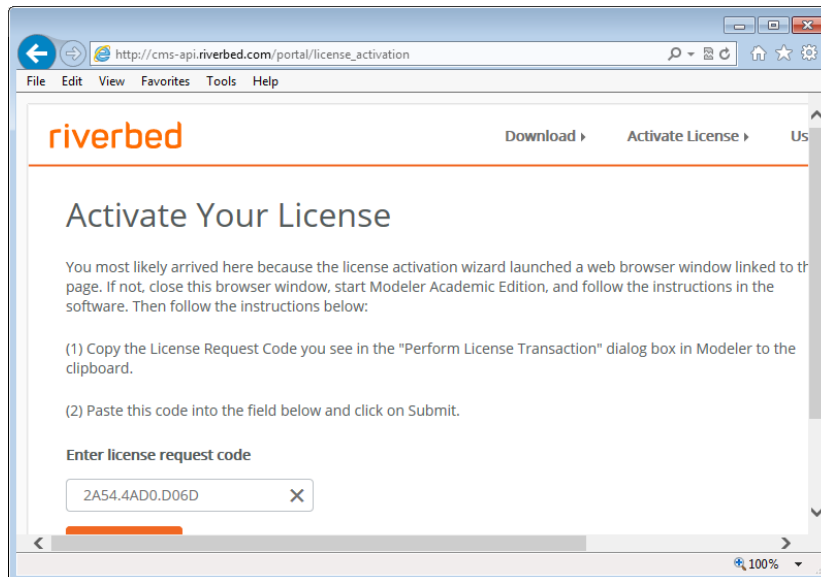 http://cms-api.riverbed.com/portal/license_activation
File Edit View Favorites Tools Help
riverbed
Download
Activate License
Us
Activate Your License
You most likely arrived here because the license activation wizard launched a web browser window linked to th
page. If not, close this browser window, start Modeler Academic Edition, and follow the instructions in the
software. Then follow the instructions below:
(1) Copy the License Request Code you see in the "Perform License Transaction" dialog box in Modeler to the
clipboard.
(2) Paste this code into the field below and click on Submit.
Enter license request code
2A54.4AD0.D06D
100%